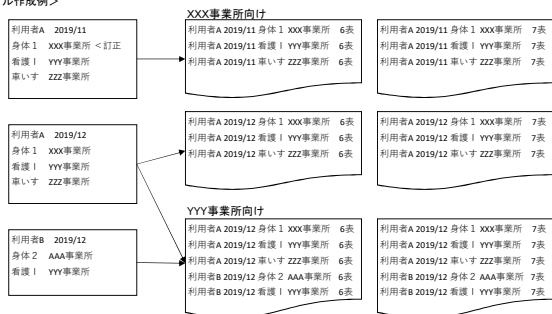 ル作成例＞
XXX事業所向け
利用者A 2019/11
身体１ XXX事業所 ＜訂正
看護Ⅰ YYY事業所
車いす ZZZ事業所
利用者A 2019/11 身体１ XXX事業所 6表
利用者A 2019/11 看護Ⅰ YYY事業所 6表
利用者A 2019/11 車いす ZZZ事業所 6表
利用者A 2019/11 身体１ XXX事業所 7表
利用者A 2019/11 看護Ⅰ YYY事業所 7表
利用者A 2019/11 車いす ZZZ事業所 7表
利用者A 2019/12
身体１ XXX事業所
看護Ⅰ YYY事業所
車いす ZZZ事業所
利用者A 2019/12 身体１ XXX事業所 6表
利用者A 2019/12 看護Ⅰ YYY事業所 6表
利用者A 2019/12 車いす ZZZ事業所 6表
利用者A 2019/12 身体１ XXX事業所 7表
利用者A 2019/12 看護Ⅰ YYY事業所 7表
利用者A 2019/12 車いす ZZZ事業所 7表
YYY事業所向け
利用者B 2019/12
身体２ AAA事業所
看護Ⅰ YYY事業所
利用者A 2019/12 身体１ XXX事業所 6表
利用者A 2019/12 看護Ⅰ YYY事業所 6表
利用者A 2019/12 車いす ZZZ事業所 6表
利用者B 2019/12 身体２ AAA事業所 6表
利用者B 2019/12 看護Ⅰ YYY事業所 6表
利用者A 2019/12 身体１ XXX事業所 7表
利用者A 2019/12 看護Ⅰ YYY事業所 7表
利用者A 2019/12 車いす ZZZ事業所 7表
利用者B 2019/12 身体２ AAA事業所 7表
利用者B 2019/12 看護Ⅰ YYY事業所 7表